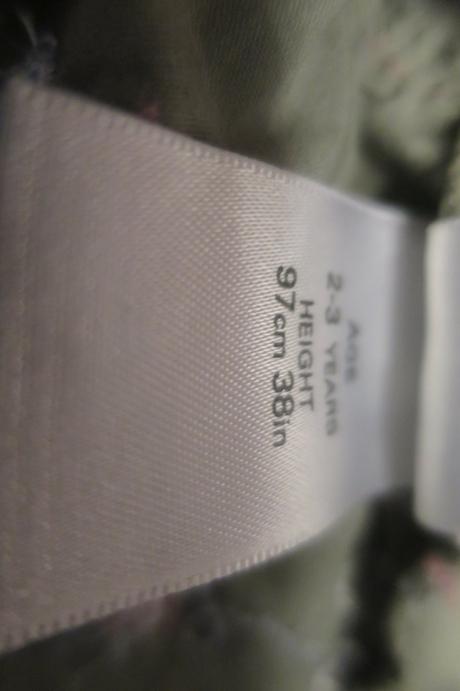 AGE
2-3 YEARS
HEIGHT
97cm 38in